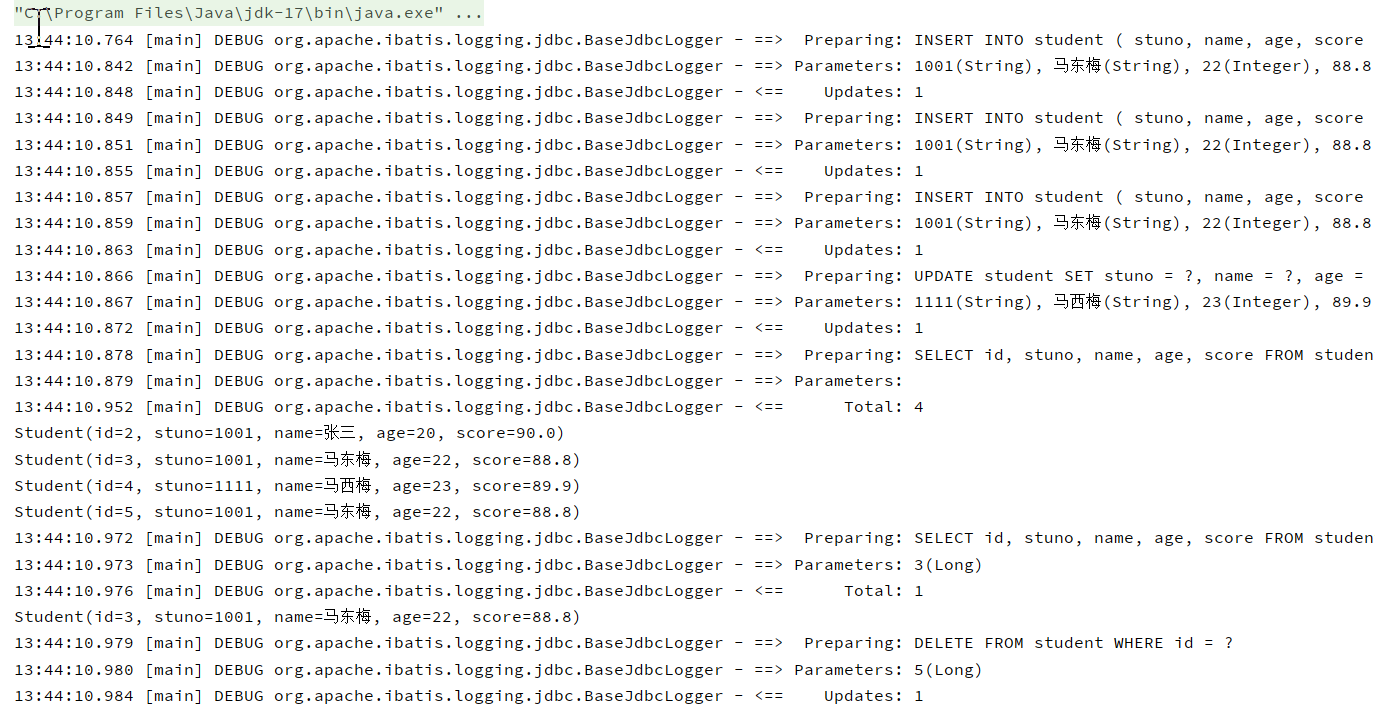 "C:\Program Files\Java\jdk-17\bin\java.exe" ...
13:44:10.764 [main] DEBUG org.apache.ibatis.logging.jdbc.BaseJdbcLogger - ==>  Preparing: INSERT INTO student ( stuno, name, age, score
13:44:10.842 [main] DEBUG org.apache.ibatis.logging.jdbc.BaseJdbcLogger - ==> Parameters: 1001(String), 马东梅(String), 22(Integer), 88.8
13:44:10.848 [main] DEBUG org.apache.ibatis.logging.jdbc.BaseJdbcLogger - <==    Updates: 1
13:44:10.849 [main] DEBUG org.apache.ibatis.logging.jdbc.BaseJdbcLogger - ==>  Preparing: INSERT INTO student ( stuno, name, age, score
13:44:10.851 [main] DEBUG org.apache.ibatis.logging.jdbc.BaseJdbcLogger - ==> Parameters: 1001(String), 马东梅(String), 22(Integer), 88.8
13:44:10.855 [main] DEBUG org.apache.ibatis.logging.jdbc.BaseJdbcLogger - <==    Updates: 1
13:44:10.857 [main] DEBUG org.apache.ibatis.logging.jdbc.BaseJdbcLogger - ==>  Preparing: INSERT INTO student ( stuno, name, age, score
13:44:10.859 [main] DEBUG org.apache.ibatis.logging.jdbc.BaseJdbcLogger - ==> Parameters: 1001(String), 马东梅(String), 22(Integer), 88.8
13:44:10.863 [main] DEBUG org.apache.ibatis.logging.jdbc.BaseJdbcLogger - <==    Updates: 1
13:44:10.866 [main] DEBUG org.apache.ibatis.logging.jdbc.BaseJdbcLogger - ==>  Preparing: UPDATE student SET stuno = ?, name = ?, age =
13:44:10.867 [main] DEBUG org.apache.ibatis.logging.jdbc.BaseJdbcLogger - ==> Parameters: 1111(String), 马西梅(String), 23(Integer), 89.9
13:44:10.872 [main] DEBUG org.apache.ibatis.logging.jdbc.BaseJdbcLogger - <==    Updates: 1
13:44:10.878 [main] DEBUG org.apache.ibatis.logging.jdbc.BaseJdbcLogger - ==>  Preparing: SELECT id, stuno, name, age, score FROM studen
13:44:10.879 [main] DEBUG org.apache.ibatis.logging.jdbc.BaseJdbcLogger - ==> Parameters:
13:44:10.952 [main] DEBUG org.apache.ibatis.logging.jdbc.BaseJdbcLogger - <==      Total: 4
Student(id=2, stuno=1001, name=张三, age=20, score=90.0)
Student(id=3, stuno=1001, name=马东梅, age=22, score=88.8)
Student(id=4, stuno=1111, name=马西梅, age=23, score=89.9)
Student(id=5, stuno=1001, name=马东梅, age=22, score=88.8)
13:44:10.972 [main] DEBUG org.apache.ibatis.logging.jdbc.BaseJdbcLogger - ==>  Preparing: SELECT id, stuno, name, age, score FROM studen
13:44:10.973 [main] DEBUG org.apache.ibatis.logging.jdbc.BaseJdbcLogger - ==> Parameters: 3(Long)
13:44:10.976 [main] DEBUG org.apache.ibatis.logging.jdbc.BaseJdbcLogger - <==      Total: 1
Student(id=3, stuno=1001, name=马东梅, age=22, score=88.8)
13:44:10.979 [main] DEBUG org.apache.ibatis.logging.jdbc.BaseJdbcLogger - ==>  Preparing: DELETE FROM student WHERE id = ?
13:44:10.980 [main] DEBUG org.apache.ibatis.logging.jdbc.BaseJdbcLogger - ==> Parameters: 5(Long)
13:44:10.984 [main] DEBUG org.apache.ibatis.logging.jdbc.BaseJdbcLogger - <==    Updates: 1